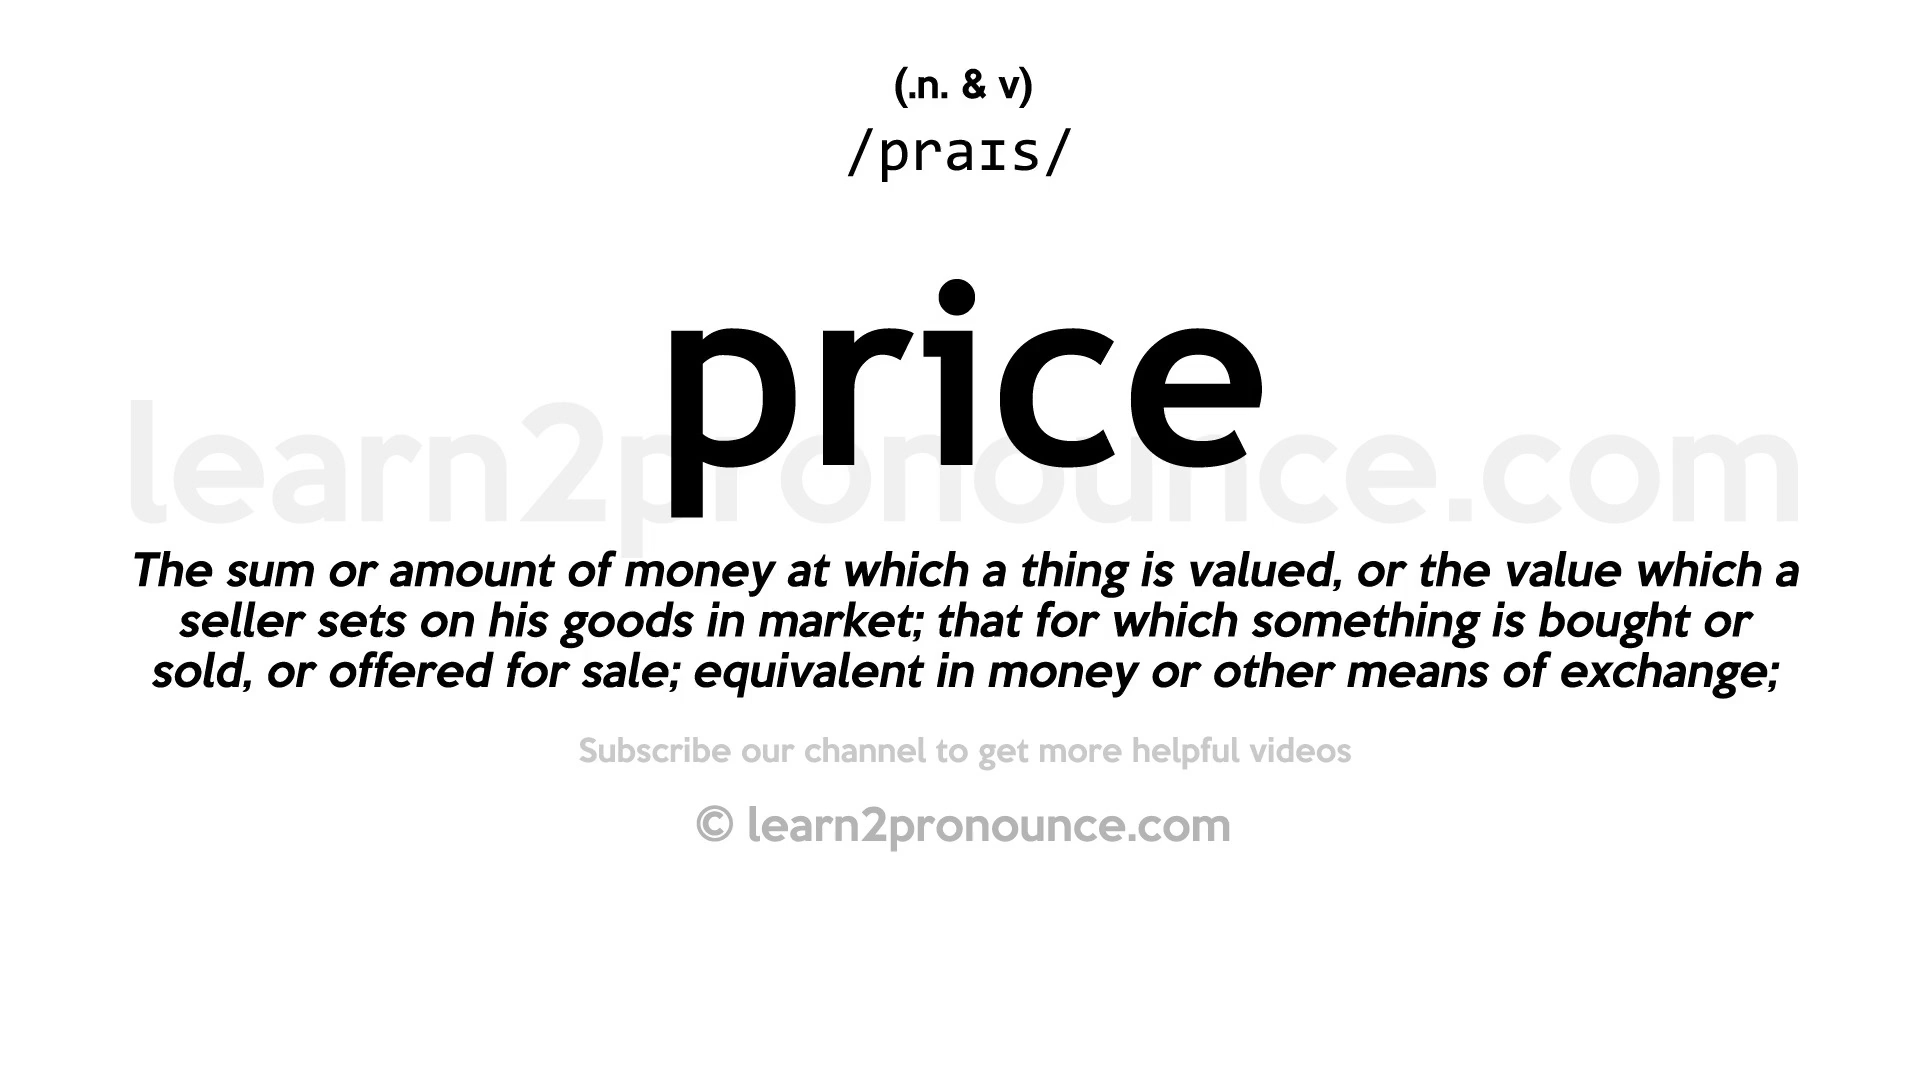 (.n. & v)
/praɪs/
price
learn2pronounce.com
The sum or amount of money at which a thing is valued, or the value which a
seller sets on his goods in market; that for which something is bought or
sold, or offered for sale; equivalent in money or other means of exchange;
Subscribe our channel to get more helpful videos
© learn2pronounce.com